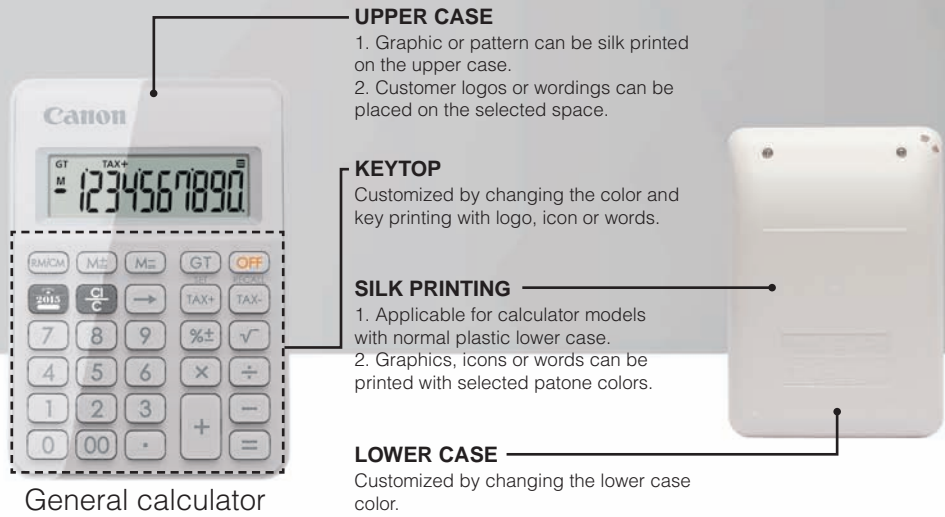 UPPER CASE
1. Graphic or pattern can be silk printed
on the upper case.
2. Customer logos or wordings can be
placed on the selected space.
Canon
GT TAX+
M 1234567890.
KEYTOP
Customized by changing the color and
key printing with logo, icon or words.
RM/CM M± M= GT OFF
SET RECALL
2015 CI/C → TAX+ TAX-
7 8 9 %± √
4 5 6 × ÷
1 2 3 + −
0 00 · =
SILK PRINTING
1. Applicable for calculator models
with normal plastic lower case.
2. Graphics, icons or words can be
printed with selected patone colors.
LOWER CASE
Customized by changing the lower case
color.
General calculator